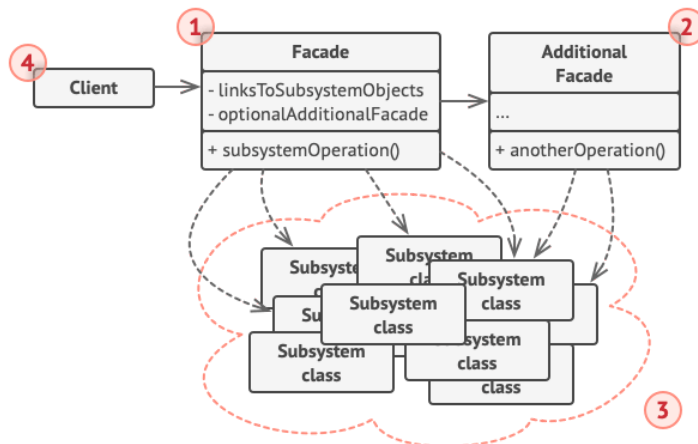 1
2
4
Facade
Additional
Facade
Client
- linksToSubsystemObjects
- optionalAdditionalFacade
...
+ subsystemOperation()
+ anotherOperation()
Subsystem
class
Subsystem
Subsystem
class
Subsystem
class
Subsystem
class
class
class
3